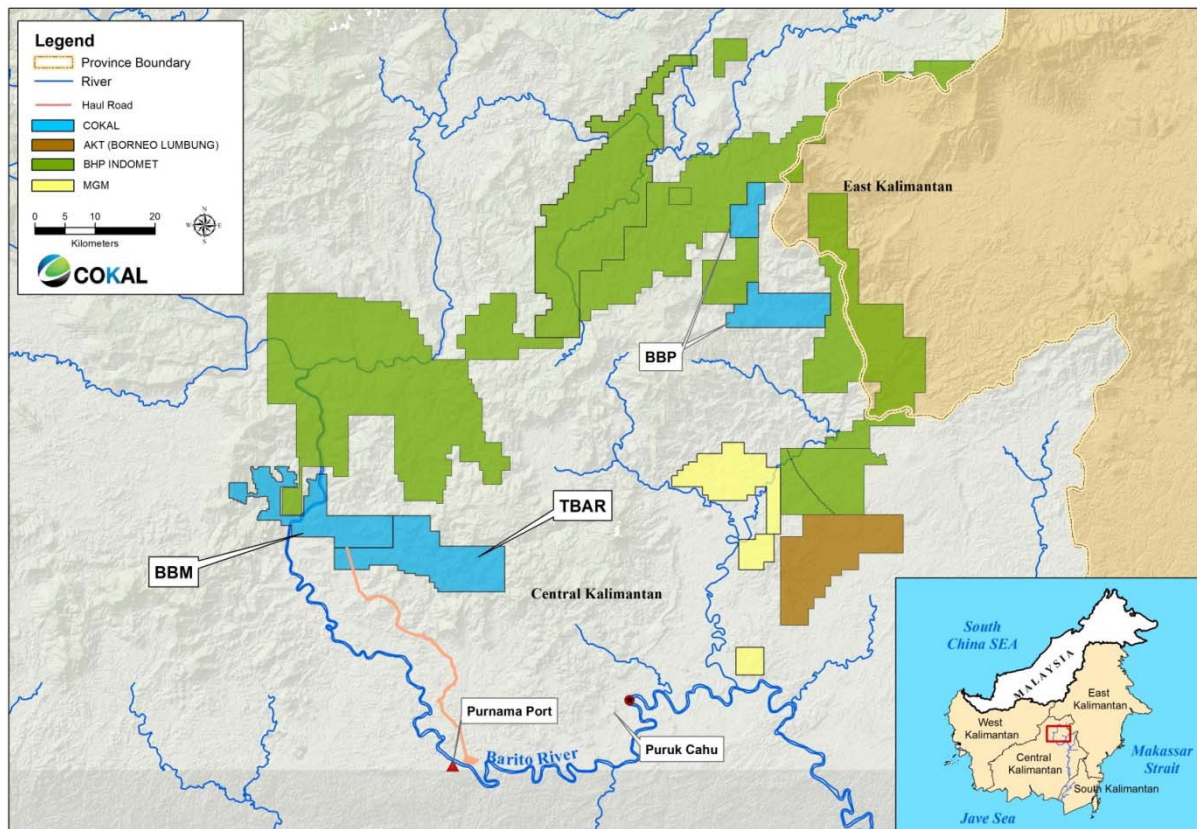 Legend
Province Boundary
River
Haul Road
COKAL
AKT (BORNEO LUMBUNG)
BHP INDOMET
MGM
0 5 10 20
Kilometers
N
W E
S
COKAL
East Kalimantan
BBP
TBAR
BBM
Central Kalimantan
Purnama Port
Barito River
Puruk Cahu
South
China SEA
MALAYSIA
East
Kalimantan
West
Kalimantan
Central
Kalimantan
Makassar
Strait
South Kalimantan
Jave Sea